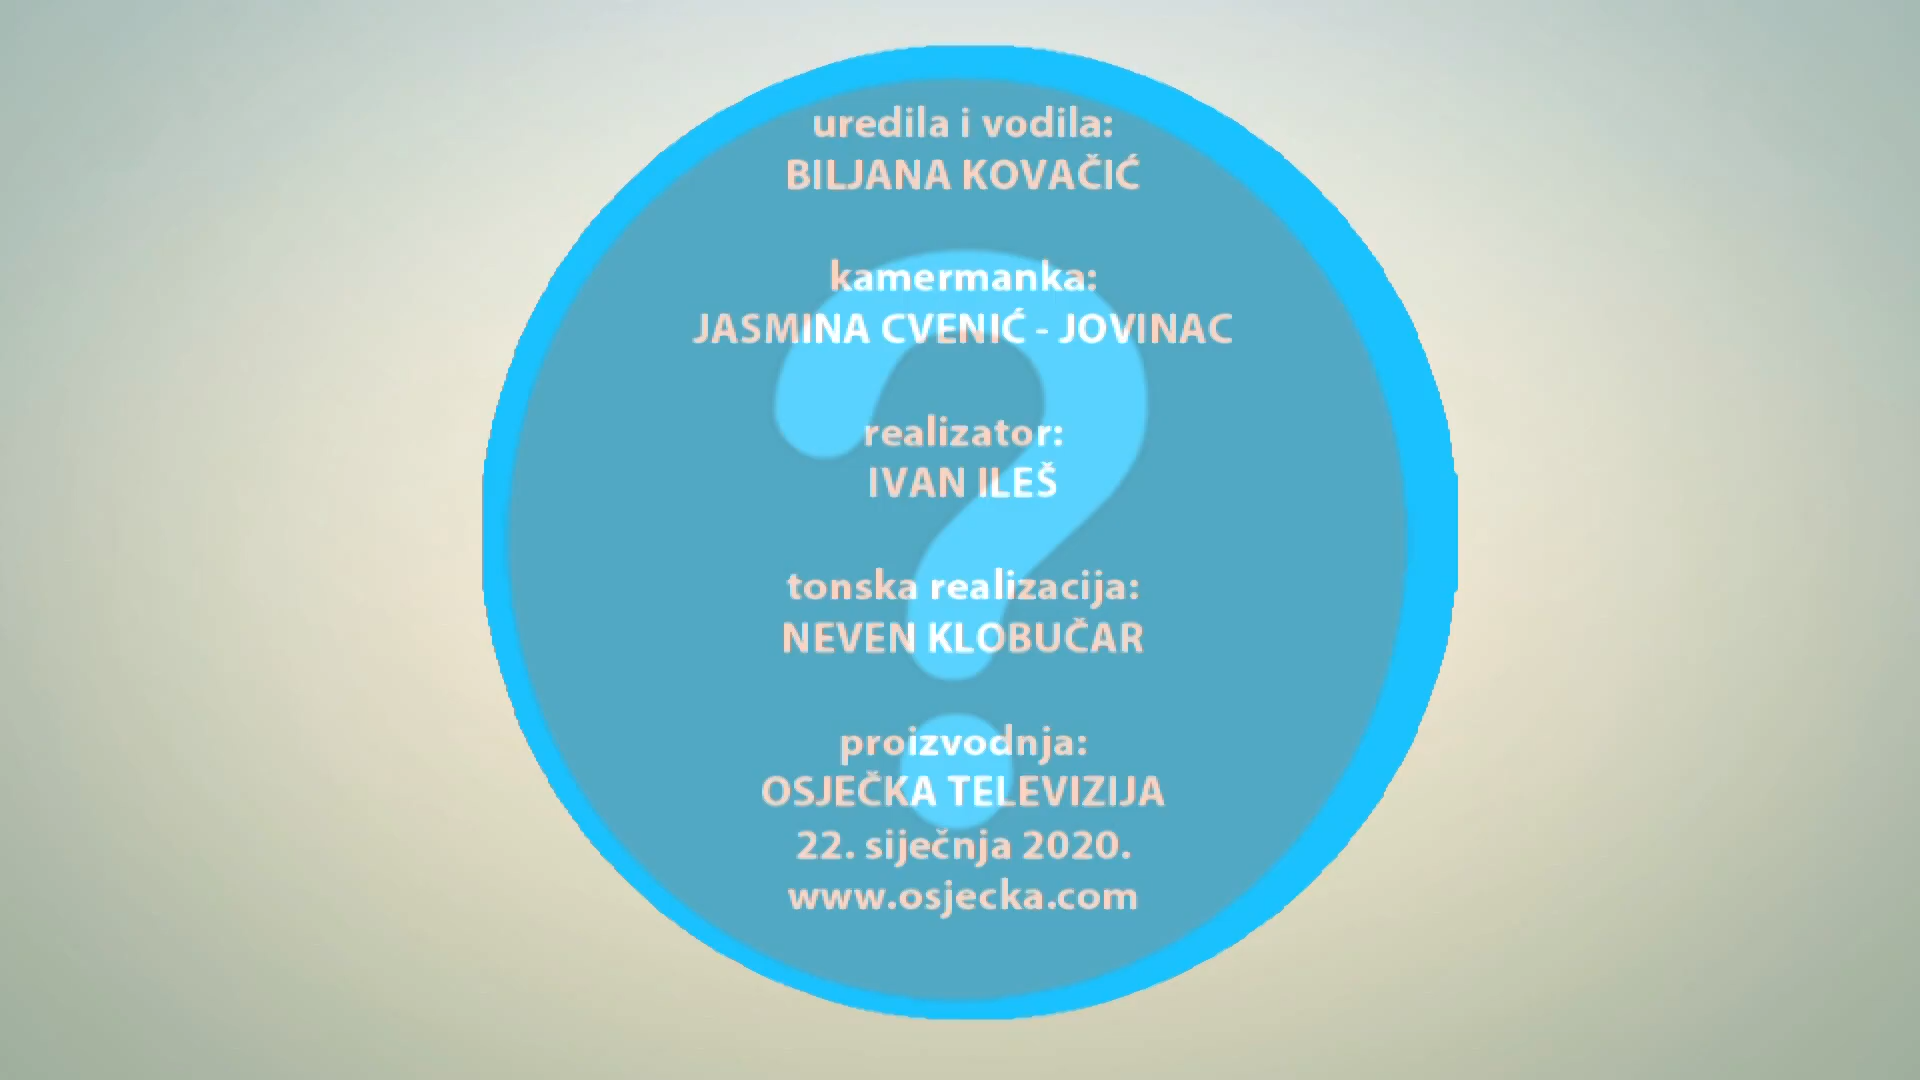 uredila i vodila:
BILJANA KOVAČIĆ
kamermanka:
JASMINA CVENIĆ - JOVINAC
realizator:
IVAN ILEŠ
tonska realizacija:
NEVEN KLOBUČAR
proizvodnja:
OSJEČKA TELEVIZIJA
22. siječnja 2020.
www.osjecka.com